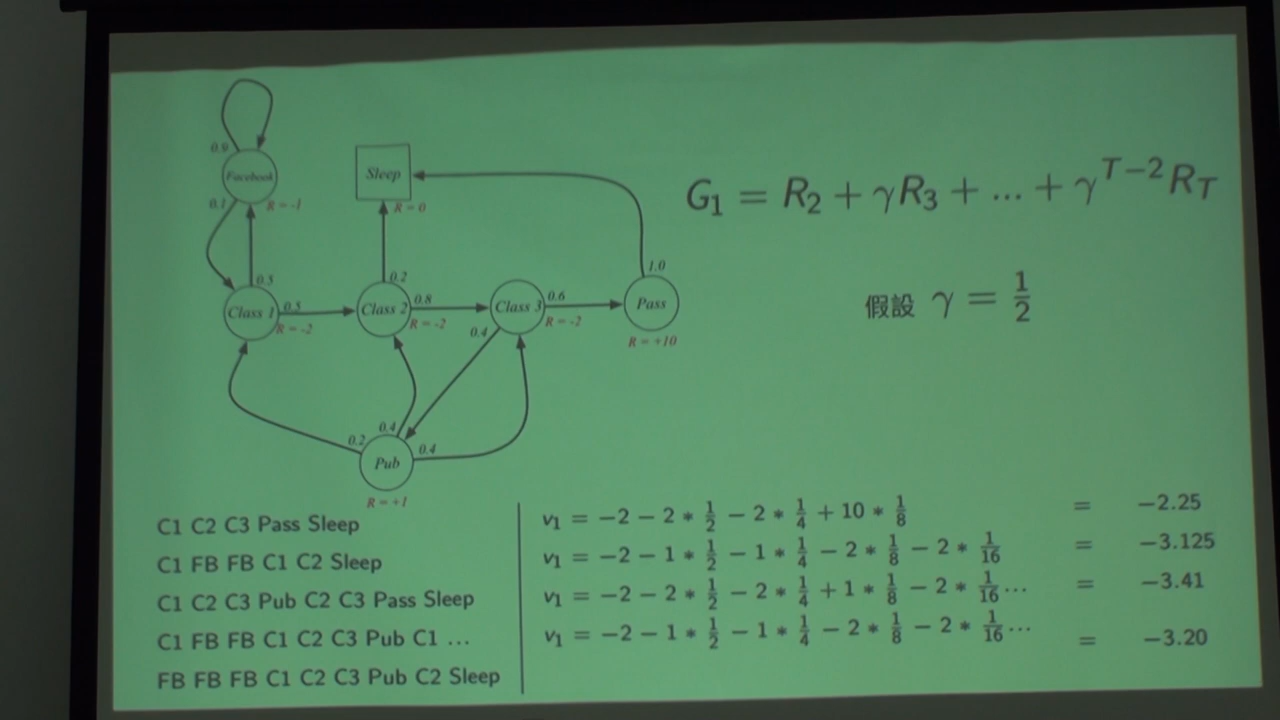 0.9
Facebook
0.1
R = -1
Sleep
R = 0
G₁ = R₂ + γR₃ + ... + γ^{T-2}R_T
假設 γ = 1/2
0.5
Class 1
0.5
R = -2
0.2
Class 2
0.8
R = -2
Class 3
0.6
R = -2
0.4
1.0
Pass
R = +10
0.2
0.4
0.4
Pub
R = +1
C1 C2 C3 Pass Sleep
v₁ = −2 − 2 * 1/2 − 2 * 1/4 + 10 * 1/8 = −2.25
C1 FB FB C1 C2 Sleep
v₁ = −2 − 1 * 1/2 − 1 * 1/4 − 2 * 1/8 − 2 * 1/16 = −3.125
C1 C2 C3 Pub C2 C3 Pass Sleep
v₁ = −2 − 2 * 1/2 − 2 * 1/4 + 1 * 1/8 − 2 * 1/16 ... = −3.41
C1 FB FB C1 C2 C3 Pub C1 ...
v₁ = −2 − 1 * 1/2 − 1 * 1/4 − 2 * 1/8 − 2 * 1/16 ... = −3.20
FB FB FB C1 C2 C3 Pub C2 Sleep